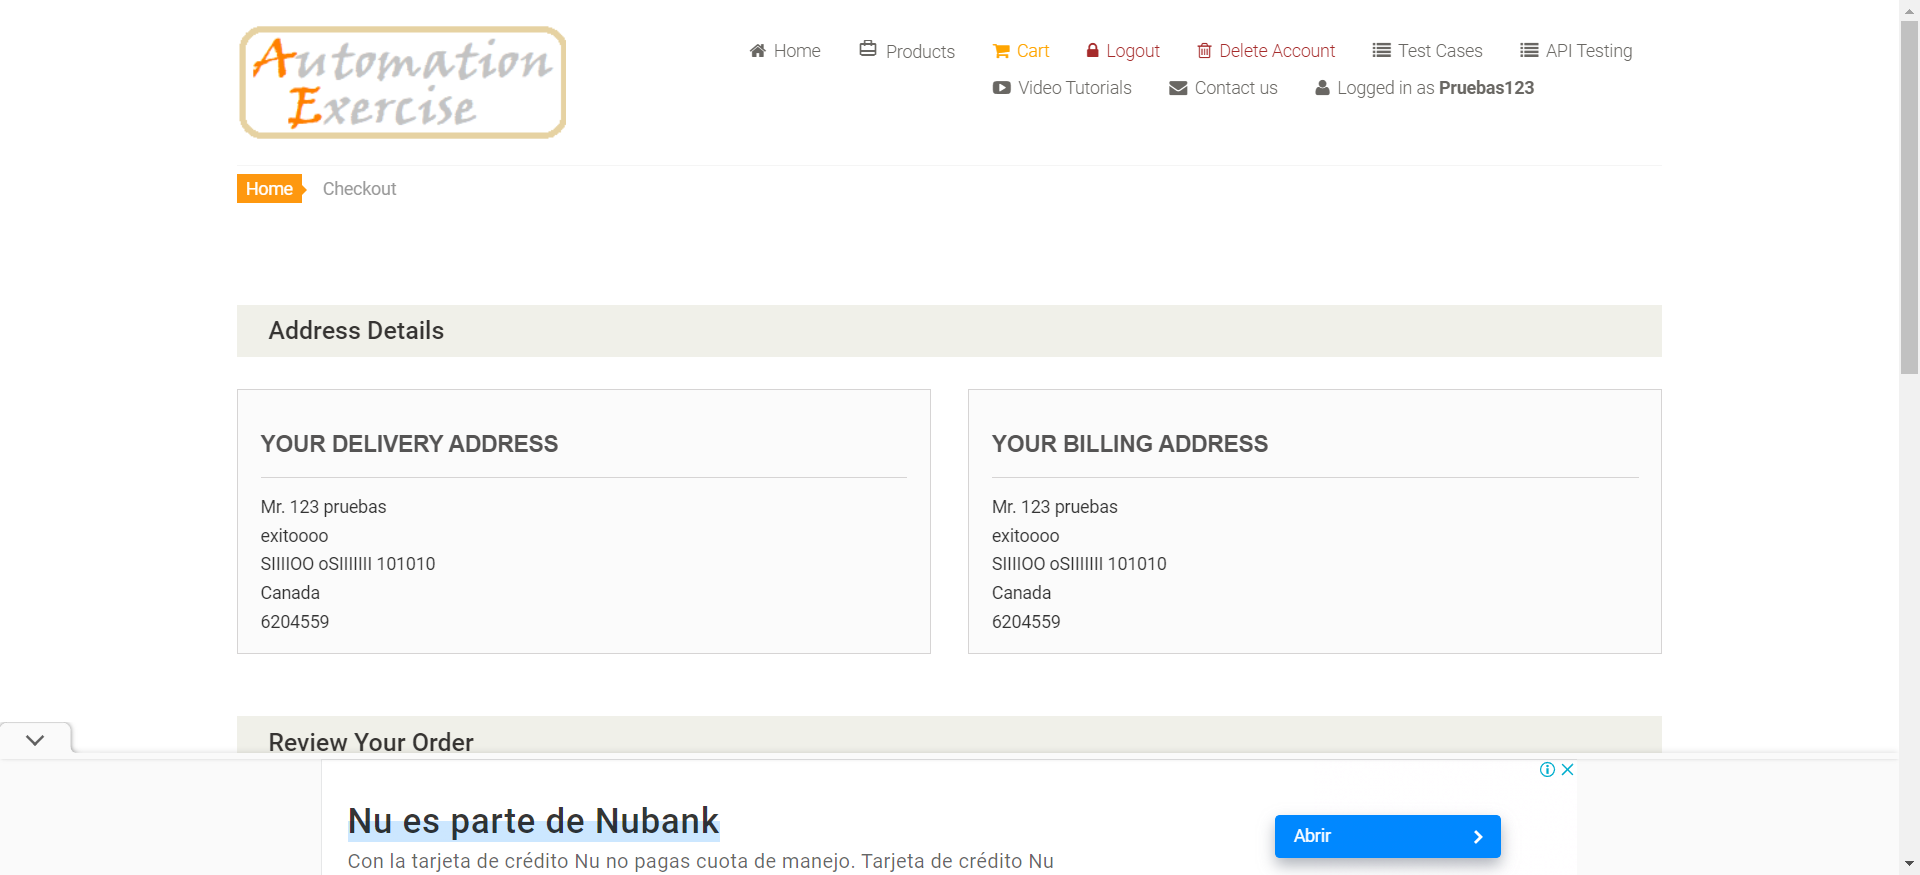 Automation
Exercise
Home Products Cart Logout Delete Account Test Cases API Testing
Video Tutorials Contact us Logged in as Pruebas123
Home Checkout
Address Details
YOUR DELIVERY ADDRESS
Mr. 123 pruebas
exitoooo
SIIIIOO oSIIIIIII 101010
Canada
6204559
YOUR BILLING ADDRESS
Mr. 123 pruebas
exitoooo
SIIIIOO oSIIIIIII 101010
Canada
6204559
Review Your Order
Nu es parte de Nubank
Con la tarjeta de crédito Nu no pagas cuota de manejo. Tarjeta de crédito Nu
Abrir